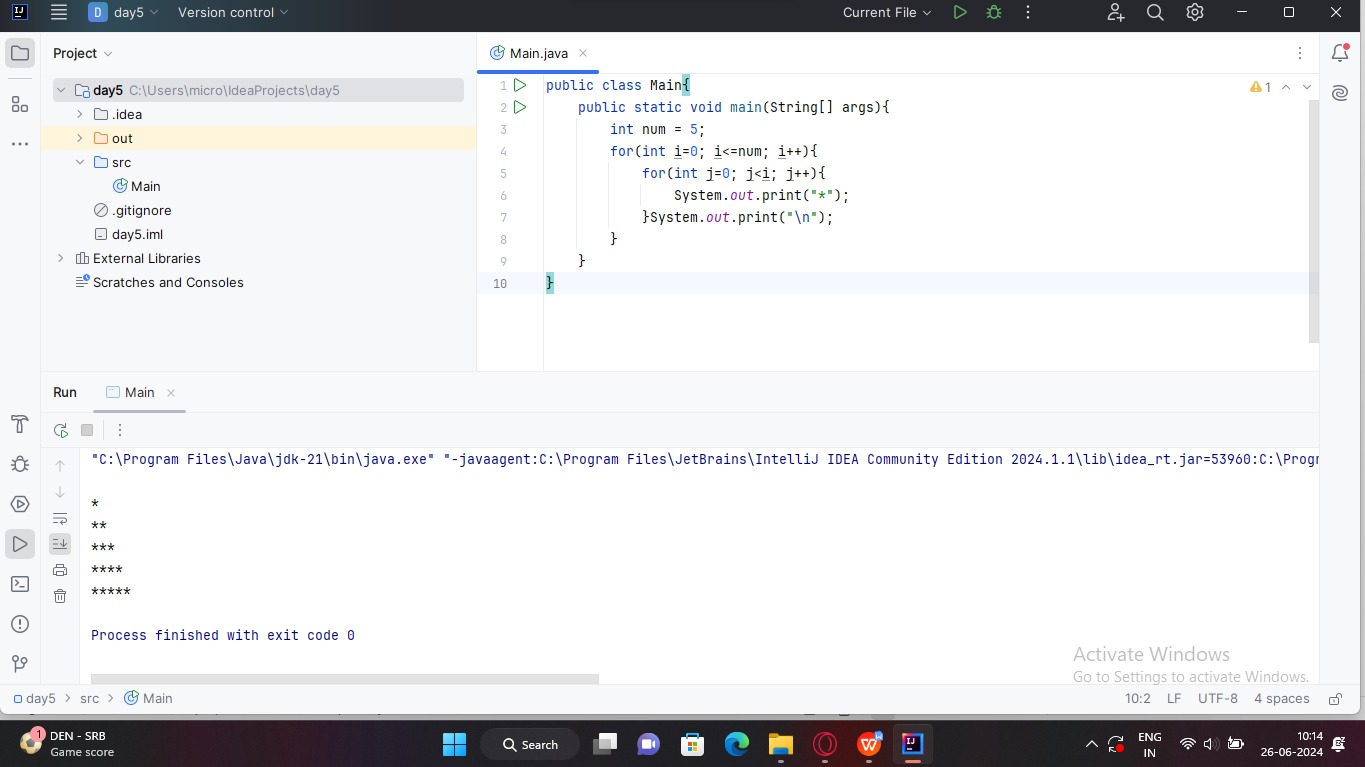 IJ
D day5 Version control Current File
Project
Main.java
day5 C:\Users\micro\IdeaProjects\day5
.idea
out
src
Main
.gitignore
day5.iml
External Libraries
Scratches and Consoles
1 public class Main{
2     public static void main(String[] args){
3         int num = 5;
4         for(int i=0; i<=num; i++){
5             for(int j=0; j<i; j++){
6                 System.out.print("*");
7             }System.out.print("\n");
8         }
9     }
10 }
1
Run Main
"C:\Program Files\Java\jdk-21\bin\java.exe" "-javaagent:C:\Program Files\JetBrains\IntelliJ IDEA Community Edition 2024.1.1\lib\idea_rt.jar=53960:C:\Progr
*
**
***
****
*****
Process finished with exit code 0
Activate Windows
Go to Settings to activate Windows.
day5 > src > Main 10:2 LF UTF-8 4 spaces
1
DEN - SRB
Game score
Search
W
IJ
ENG
IN
10:14
26-06-2024